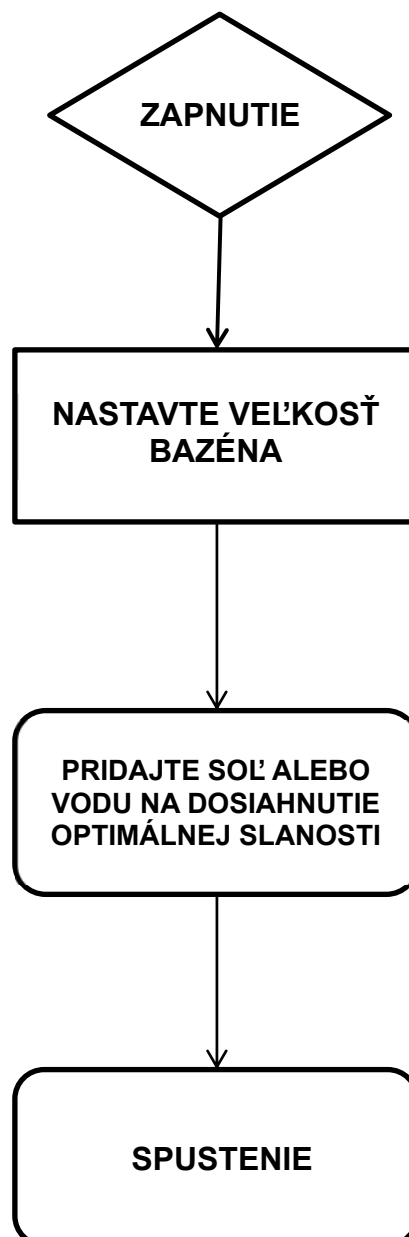 ZAPNUTIE
NASTAVTE VEĽKOSŤ
BAZÉNA
PRIDAJTE SOĽ ALEBO
VODU NA DOSIAHNUTIE
OPTIMÁLNEJ SLANOSTI
SPUSTENIE